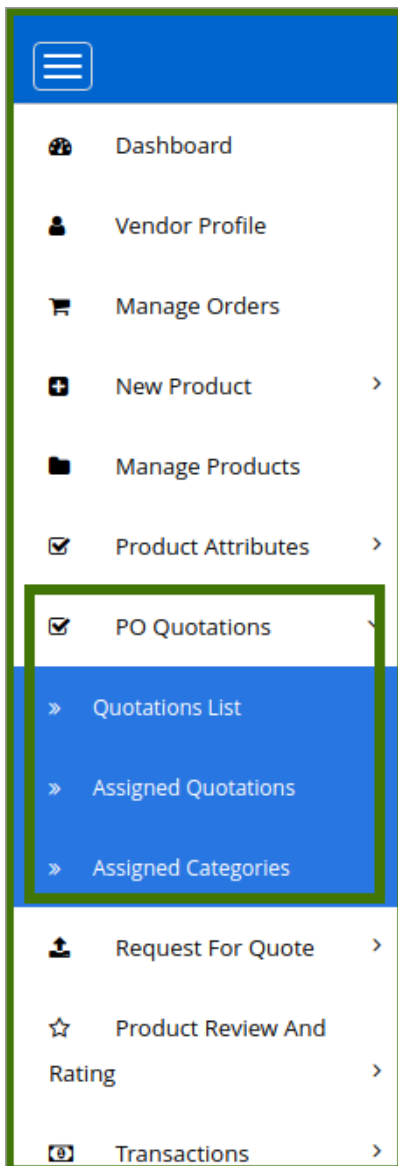 Dashboard
Vendor Profile
Manage Orders
New Product
Manage Products
Product Attributes
PO Quotations
Quotations List
Assigned Quotations
Assigned Categories
Request For Quote
Product Review And
Rating
Transactions